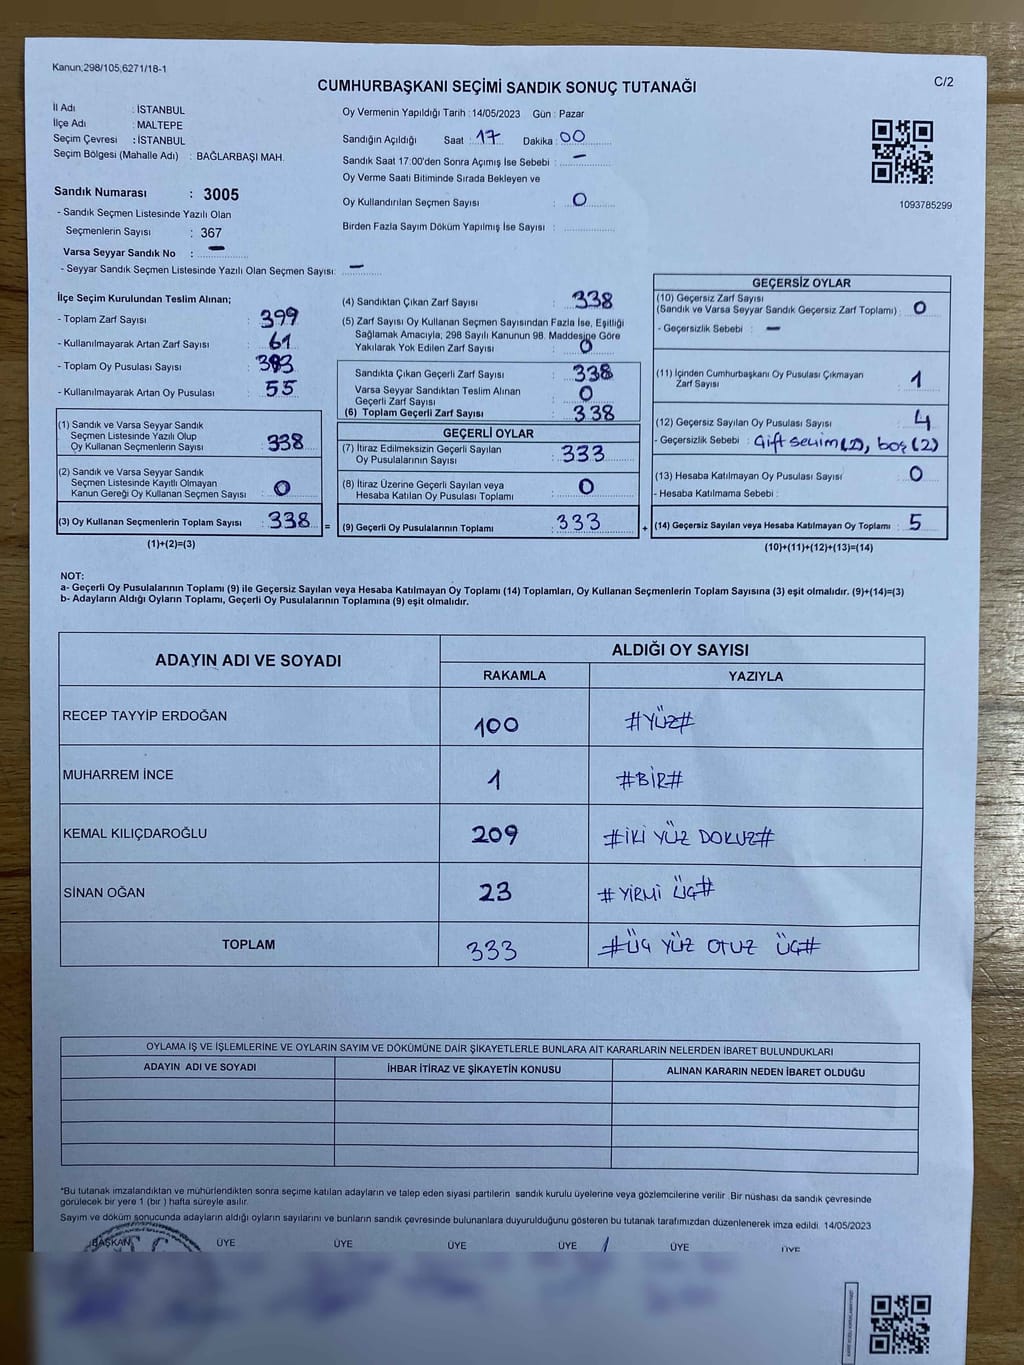 Kanun;298/105,6271/18-1
C/2
CUMHURBAŞKANI SEÇİMİ SANDIK SONUÇ TUTANAĞI
İl Adı : İSTANBUL
İlçe Adı : MALTEPE
Seçim Çevresi : İSTANBUL
Seçim Bölgesi (Mahalle Adı) : BAĞLARBAŞI MAH.
Sandık Numarası : 3005
- Sandık Seçmen Listesinde Yazılı Olan
Seçmenlerin Sayısı : 367
Varsa Seyyar Sandık No : —
- Seyyar Sandık Seçmen Listesinde Yazılı Olan Seçmen Sayısı: —
Oy Vermenin Yapıldığı Tarih : 14/05/2023 Gün : Pazar
Sandığın Açıldığı Saat : 17 Dakika : 00
Sandık Saat 17:00'den Sonra Açımış İse Sebebi : —
Oy Verme Saati Bitiminde Sırada Bekleyen ve
Oy Kullandırılan Seçmen Sayısı : 0
Birden Fazla Sayım Döküm Yapılmış İse Sayısı :
1093785299
İlçe Seçim Kurulundan Teslim Alınan;
- Toplam Zarf Sayısı : 399
- Kullanılmayarak Artan Zarf Sayısı : 61
- Toplam Oy Pusulası Sayısı : 393
- Kullanılmayarak Artan Oy Pusulası : 55
(1) Sandık ve Varsa Seyyar Sandık
Seçmen Listesinde Yazılı Olup
Oy Kullanan Seçmenlerin Sayısı : 338
(2) Sandık ve Varsa Seyyar Sandık
Seçmen Listesinde Kayıtlı Olmayan
Kanun Gereği Oy Kullanan Seçmen Sayısı : 0
(3) Oy Kullanan Seçmenlerin Toplam Sayısı : 338
(1)+(2)=(3)
(4) Sandıktan Çıkan Zarf Sayısı : 338
(5) Zarf Sayısı Oy Kullanan Seçmen Sayısından Fazla İse, Eşitliği
Sağlamak Amacıyla, 298 Sayılı Kanunun 98. Maddesine Göre
Yakılarak Yok Edilen Zarf Sayısı : 0
Sandıkta Çıkan Geçerli Zarf Sayısı : 338
Varsa Seyyar Sandıktan Teslim Alınan
Geçerli Zarf Sayısı : 0
(6) Toplam Geçerli Zarf Sayısı : 338
GEÇERLİ OYLAR
(7) İtiraz Edilmeksizin Geçerli Sayılan
Oy Pusulalarının Sayısı : 333
(8) İtiraz Üzerine Geçerli Sayılan veya
Hesaba Katılan Oy Pusulası Toplamı : 0
= (9) Geçerli Oy Pusulalarının Toplamı : 333
GEÇERSİZ OYLAR
(10) Geçersiz Zarf Sayısı
(Sandık ve Varsa Seyyar Sandık Geçersiz Zarf Toplamı) : 0
- Geçersizlik Sebebi : —
(11) İçinden Cumhurbaşkanı Oy Pusulası Çıkmayan
Zarf Sayısı : 1
(12) Geçersiz Sayılan Oy Pusulası Sayısı : 4
- Geçersizlik Sebebi : Çift seçim (2), boş (2)
(13) Hesaba Katılmayan Oy Pusulası Sayısı : 0
- Hesaba Katılmama Sebebi :
+ (14) Geçersiz Sayılan veya Hesaba Katılmayan Oy Toplamı : 5
(10)+(11)+(12)+(13)=(14)
NOT:
a- Geçerli Oy Pusulalarının Toplamı (9) ile Geçersiz Sayılan veya Hesaba Katılmayan Oy Toplamı (14) Toplamları, Oy Kullanan Seçmenlerin Toplam Sayısına (3) eşit olmalıdır. (9)+(14)=(3)
b- Adayların Aldığı Oyların Toplamı, Geçerli Oy Pusulalarının Toplamına (9) eşit olmalıdır.
ADAYIN ADI VE SOYADI ALDIĞI OY SAYISI
RAKAMLA YAZIYLA
RECEP TAYYİP ERDOĞAN 100 #YÜZ#
MUHARREM İNCE 1 #BİR#
KEMAL KILIÇDAROĞLU 209 #İKİ YÜZ DOKUZ#
SİNAN OĞAN 23 #YİRMİ ÜÇ#
TOPLAM 333 #ÜÇ YÜZ OTUZ ÜÇ#
OYLAMA İŞ VE İŞLEMLERİNE VE OYLARIN SAYIM VE DÖKÜMÜNE DAİR ŞİKAYETLERLE BUNLARA AİT KARARLARIN NELERDEN İBARET BULUNDUKLARI
ADAYIN ADI VE SOYADI İHBAR İTİRAZ VE ŞİKAYETİN KONUSU ALINAN KARARIN NEDEN İBARET OLDUĞU
*Bu tutanak imzalandıktan ve mühürlendikten sonra seçime katılan adayların ve talep eden siyasi partilerin sandık kurulu üyelerine veya gözlemcilerine verilir. Bir nüshası da sandık çevresinde
görülecek bir yere 1 (bir ) hafta süreyle asılır.
Sayım ve döküm sonucunda adayların aldığı oyların sayılarını ve bunların sandık çevresinde bulunanlara duyurulduğunu gösteren bu tutanak tarafımızdan düzenlenerek imza edildi. 14/05/2023
BAŞKAN ÜYE ÜYE ÜYE ÜYE ÜYE ÜYE